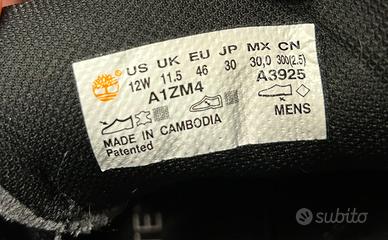 US UK EU JP MX CN
12W 11.5 46 30 30,0 300(2.5)
A1ZM4 A3925
MENS
MADE IN CAMBODIA
Patented
E
subito